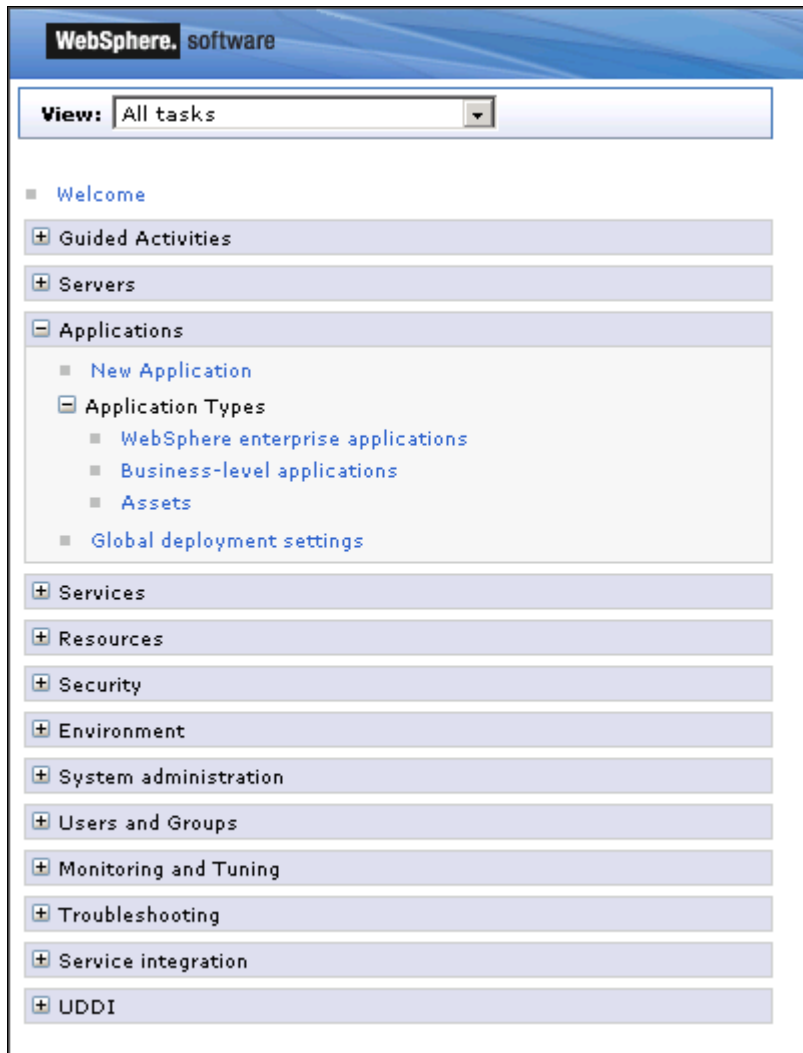 WebSphere. software
View: All tasks
Welcome
Guided Activities
Servers
Applications
New Application
Application Types
WebSphere enterprise applications
Business-level applications
Assets
Global deployment settings
Services
Resources
Security
Environment
System administration
Users and Groups
Monitoring and Tuning
Troubleshooting
Service integration
UDDI